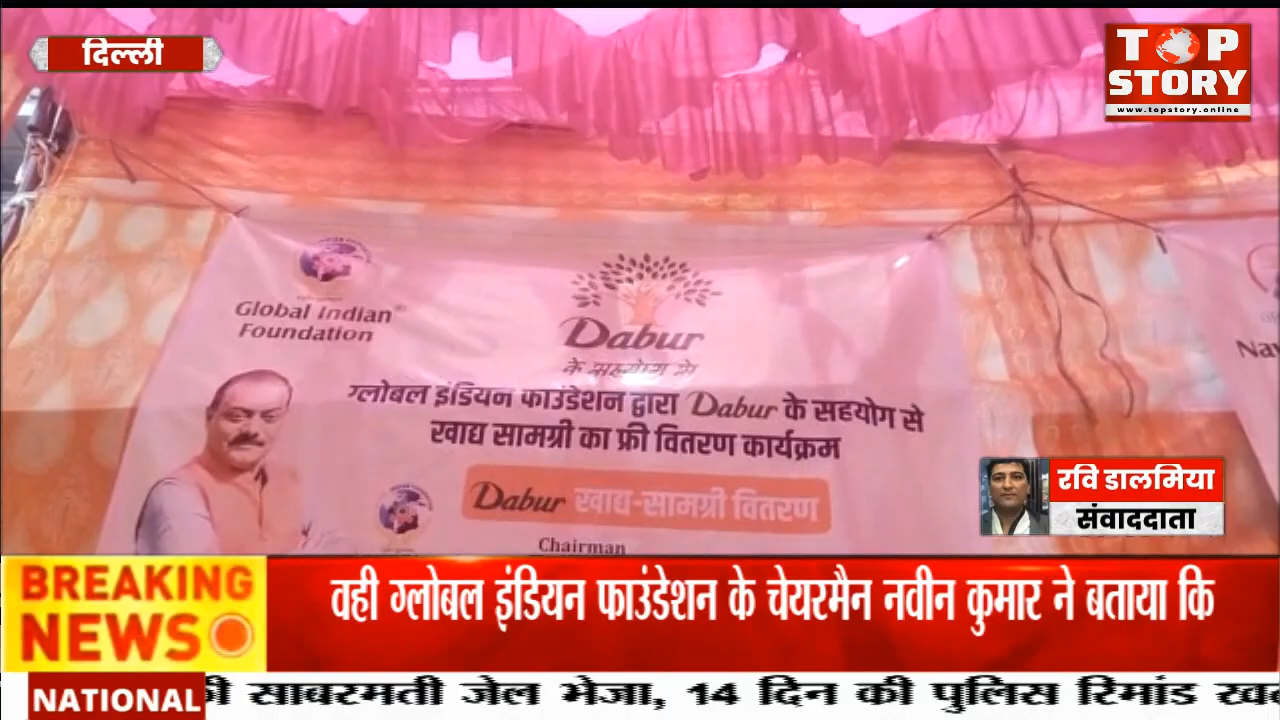 दिल्ली
TOP
STORY
www.topstory.online
Global Indian
Foundation
Dabur
के सहयोग से
ग्लोबल इंडियन फाउंडेशन द्वारा Dabur के सहयोग से
खाद्य सामग्री का फ्री वितरण कार्यक्रम
Dabur खाद्य-सामग्री वितरण
Chairman
रवि डालमिया
संवाददाता
BREAKING
NEWS
वही ग्लोबल इंडियन फाउंडेशन के चेयरमैन नवीन कुमार ने बताया कि
NATIONAL
साबरमती जेल भेजा, 14 दिन की पुलिस रिमांड